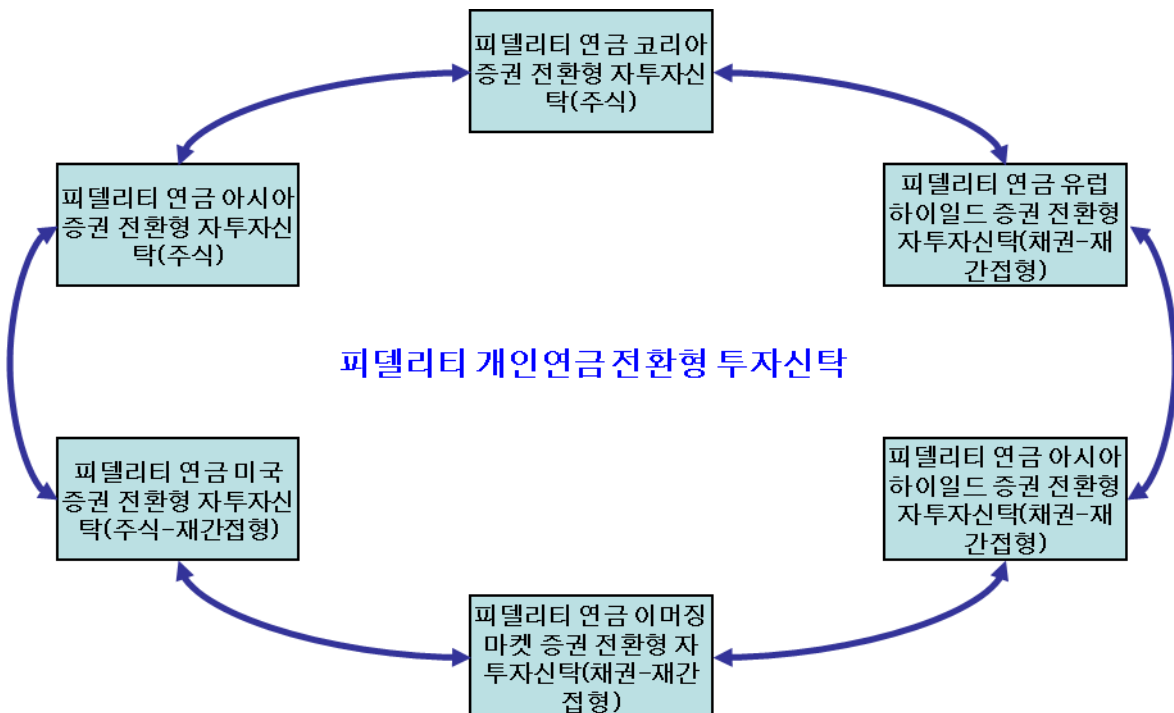 피델리티 연금 코리아
증권 전환형 자투자신
탁(주식)
피델리티 연금 아시아
증권 전환형 자투자신
탁(주식)
피델리티 연금 유럽
하이일드 증권 전환형
자투자신탁(채권-재
간접형)
피델리티 개인연금 전환형 투자신탁
피델리티 연금 미국
증권 전환형 자투자신
탁(주식-재간접형)
피델리티 연금 아시아
하이일드 증권 전환형
자투자신탁(채권-재
간접형)
피델리티 연금 이머징
마켓 증권 전환형 자
투자신탁(채권-재간
접형)